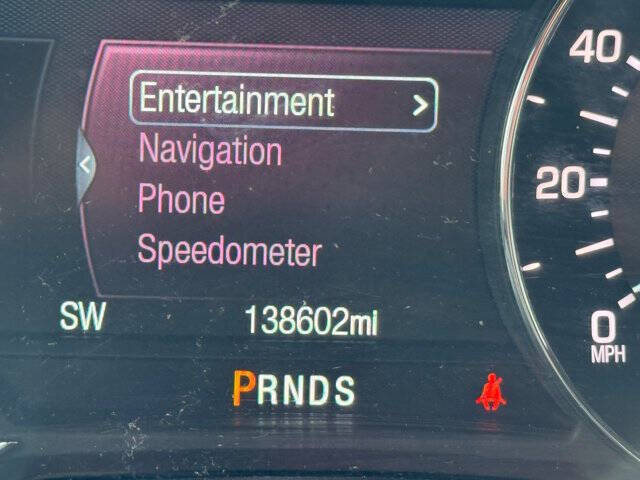 Entertainment >
Navigation
Phone
Speedometer
<
SW 138602mi
PRNDS
40
20
0
MPH